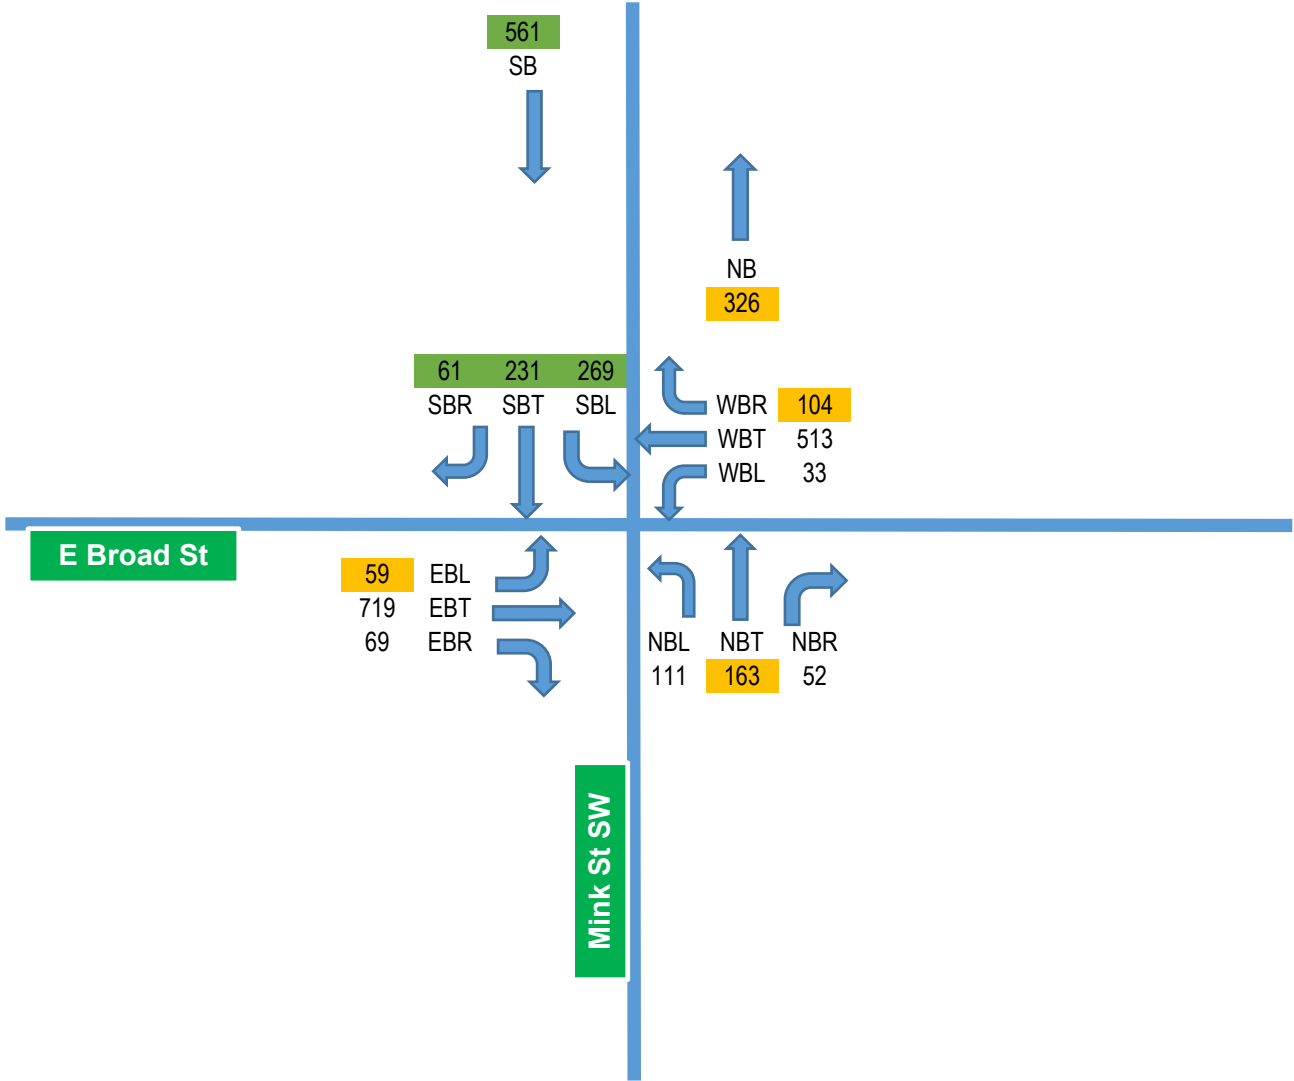 561
SB
NB
326
61 231 269
SBR SBT SBL
WBR 104
WBT 513
WBL 33
E Broad St
59 EBL
719 EBT
69 EBR
NBL NBT NBR
111 163 52
Mink St SW